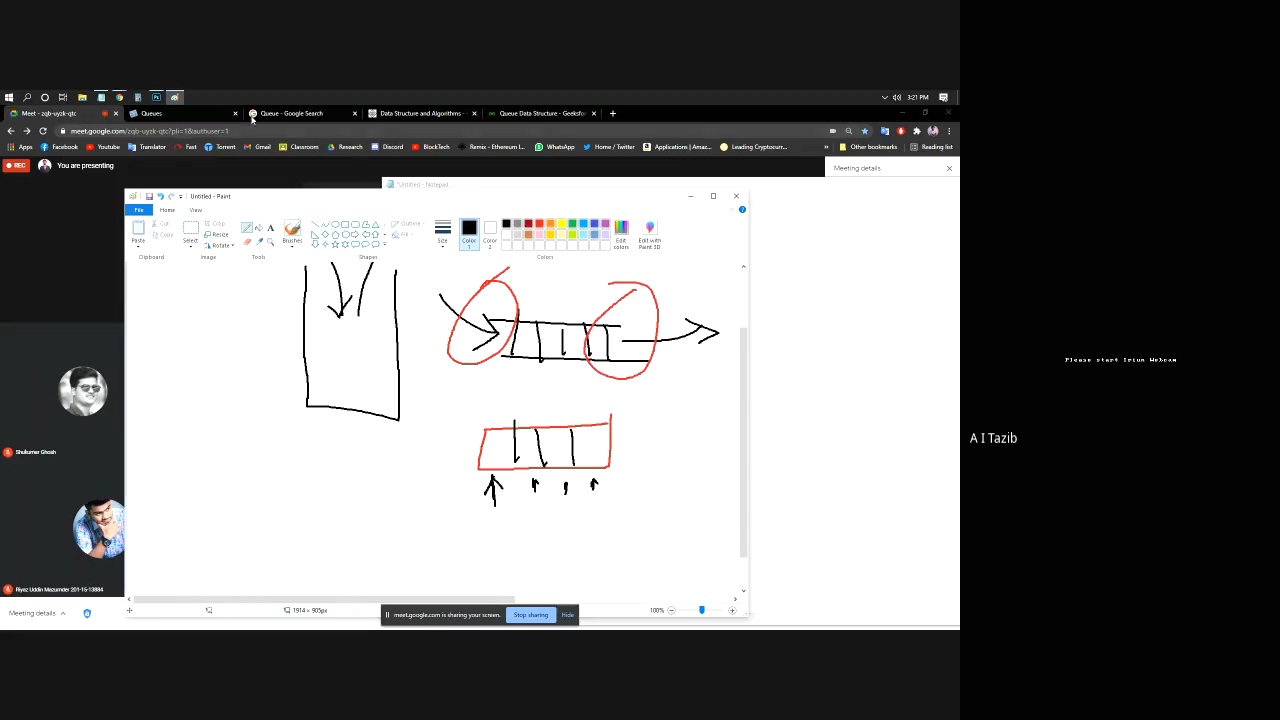 3:21 PM
Meet - zqb-uyzk-qtc
Queues
Queue - Google Search
Data Structure and Algorithms -
Queue Data Structure - Geeksfor
meet.google.com/zqb-uyzk-qtc?pli=1&authuser=1
Apps
Facebook
Youtube
Translator
Fast
Torrent
Gmail
Classroom
Research
Discord
BlockTech
Remix - Ethereum I...
WhatsApp
Home / Twitter
Applications | Amaz...
Leading Cryptocurr...
Other bookmarks
Reading list
REC
You are presenting
Meeting details
*Untitled - Notepad
Untitled - Paint
File
Home
View
Paste
Cut
Copy
Clipboard
Select
Crop
Resize
Rotate
Image
A
Tools
Brushes
Shapes
Outline
Fill
Size
Color
1
Color
2
Colors
Edit
colors
Edit with
Paint 3D
Shukumar Ghosh
Riyaz Uddin Mazumder 201-15-13884
Meeting details
1914 × 905px
100%
meet.google.com is sharing your screen.
Stop sharing
Hide
Please start Iriun Webcam
A I Tazib